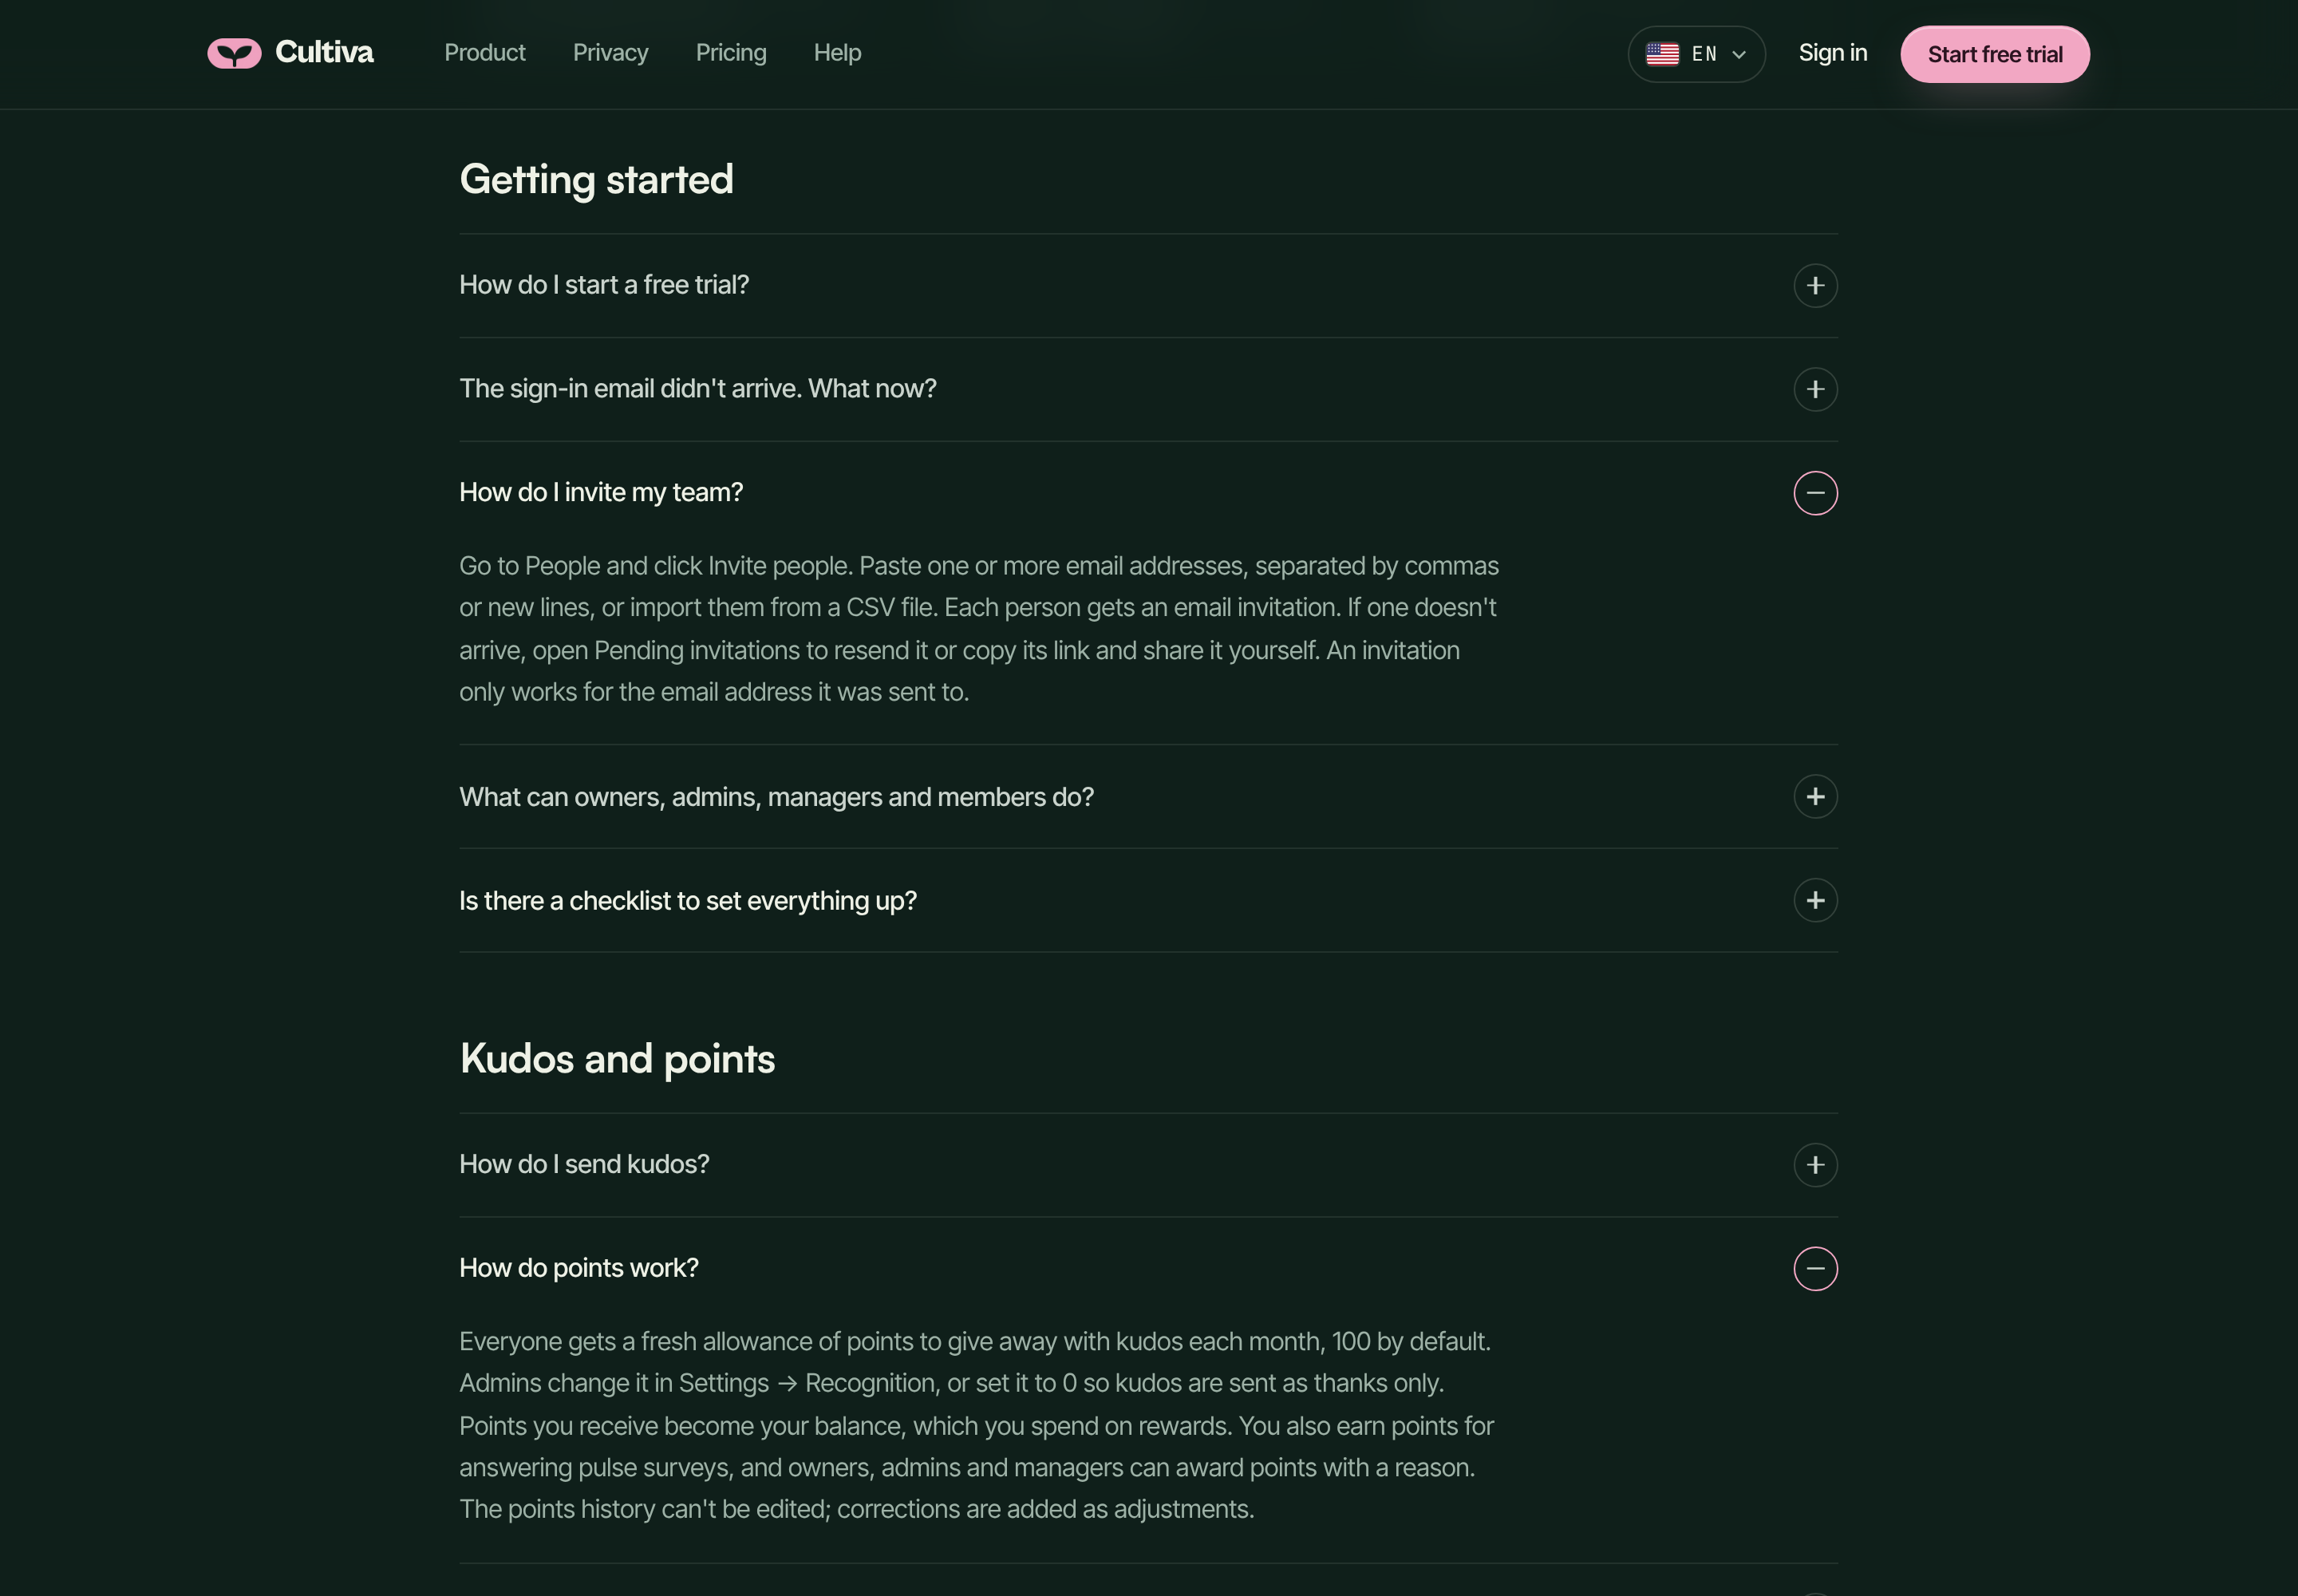 Cultiva
Product
Privacy
Pricing
Help
EN
Sign in
Start free trial
Getting started
How do I start a free trial?
The sign-in email didn't arrive. What now?
How do I invite my team?
Go to People and click Invite people. Paste one or more email addresses, separated by commas
or new lines, or import them from a CSV file. Each person gets an email invitation. If one doesn't
arrive, open Pending invitations to resend it or copy its link and share it yourself. An invitation
only works for the email address it was sent to.
What can owners, admins, managers and members do?
Is there a checklist to set everything up?
Kudos and points
How do I send kudos?
How do points work?
Everyone gets a fresh allowance of points to give away with kudos each month, 100 by default.
Admins change it in Settings → Recognition, or set it to 0 so kudos are sent as thanks only.
Points you receive become your balance, which you spend on rewards. You also earn points for
answering pulse surveys, and owners, admins and managers can award points with a reason.
The points history can't be edited; corrections are added as adjustments.